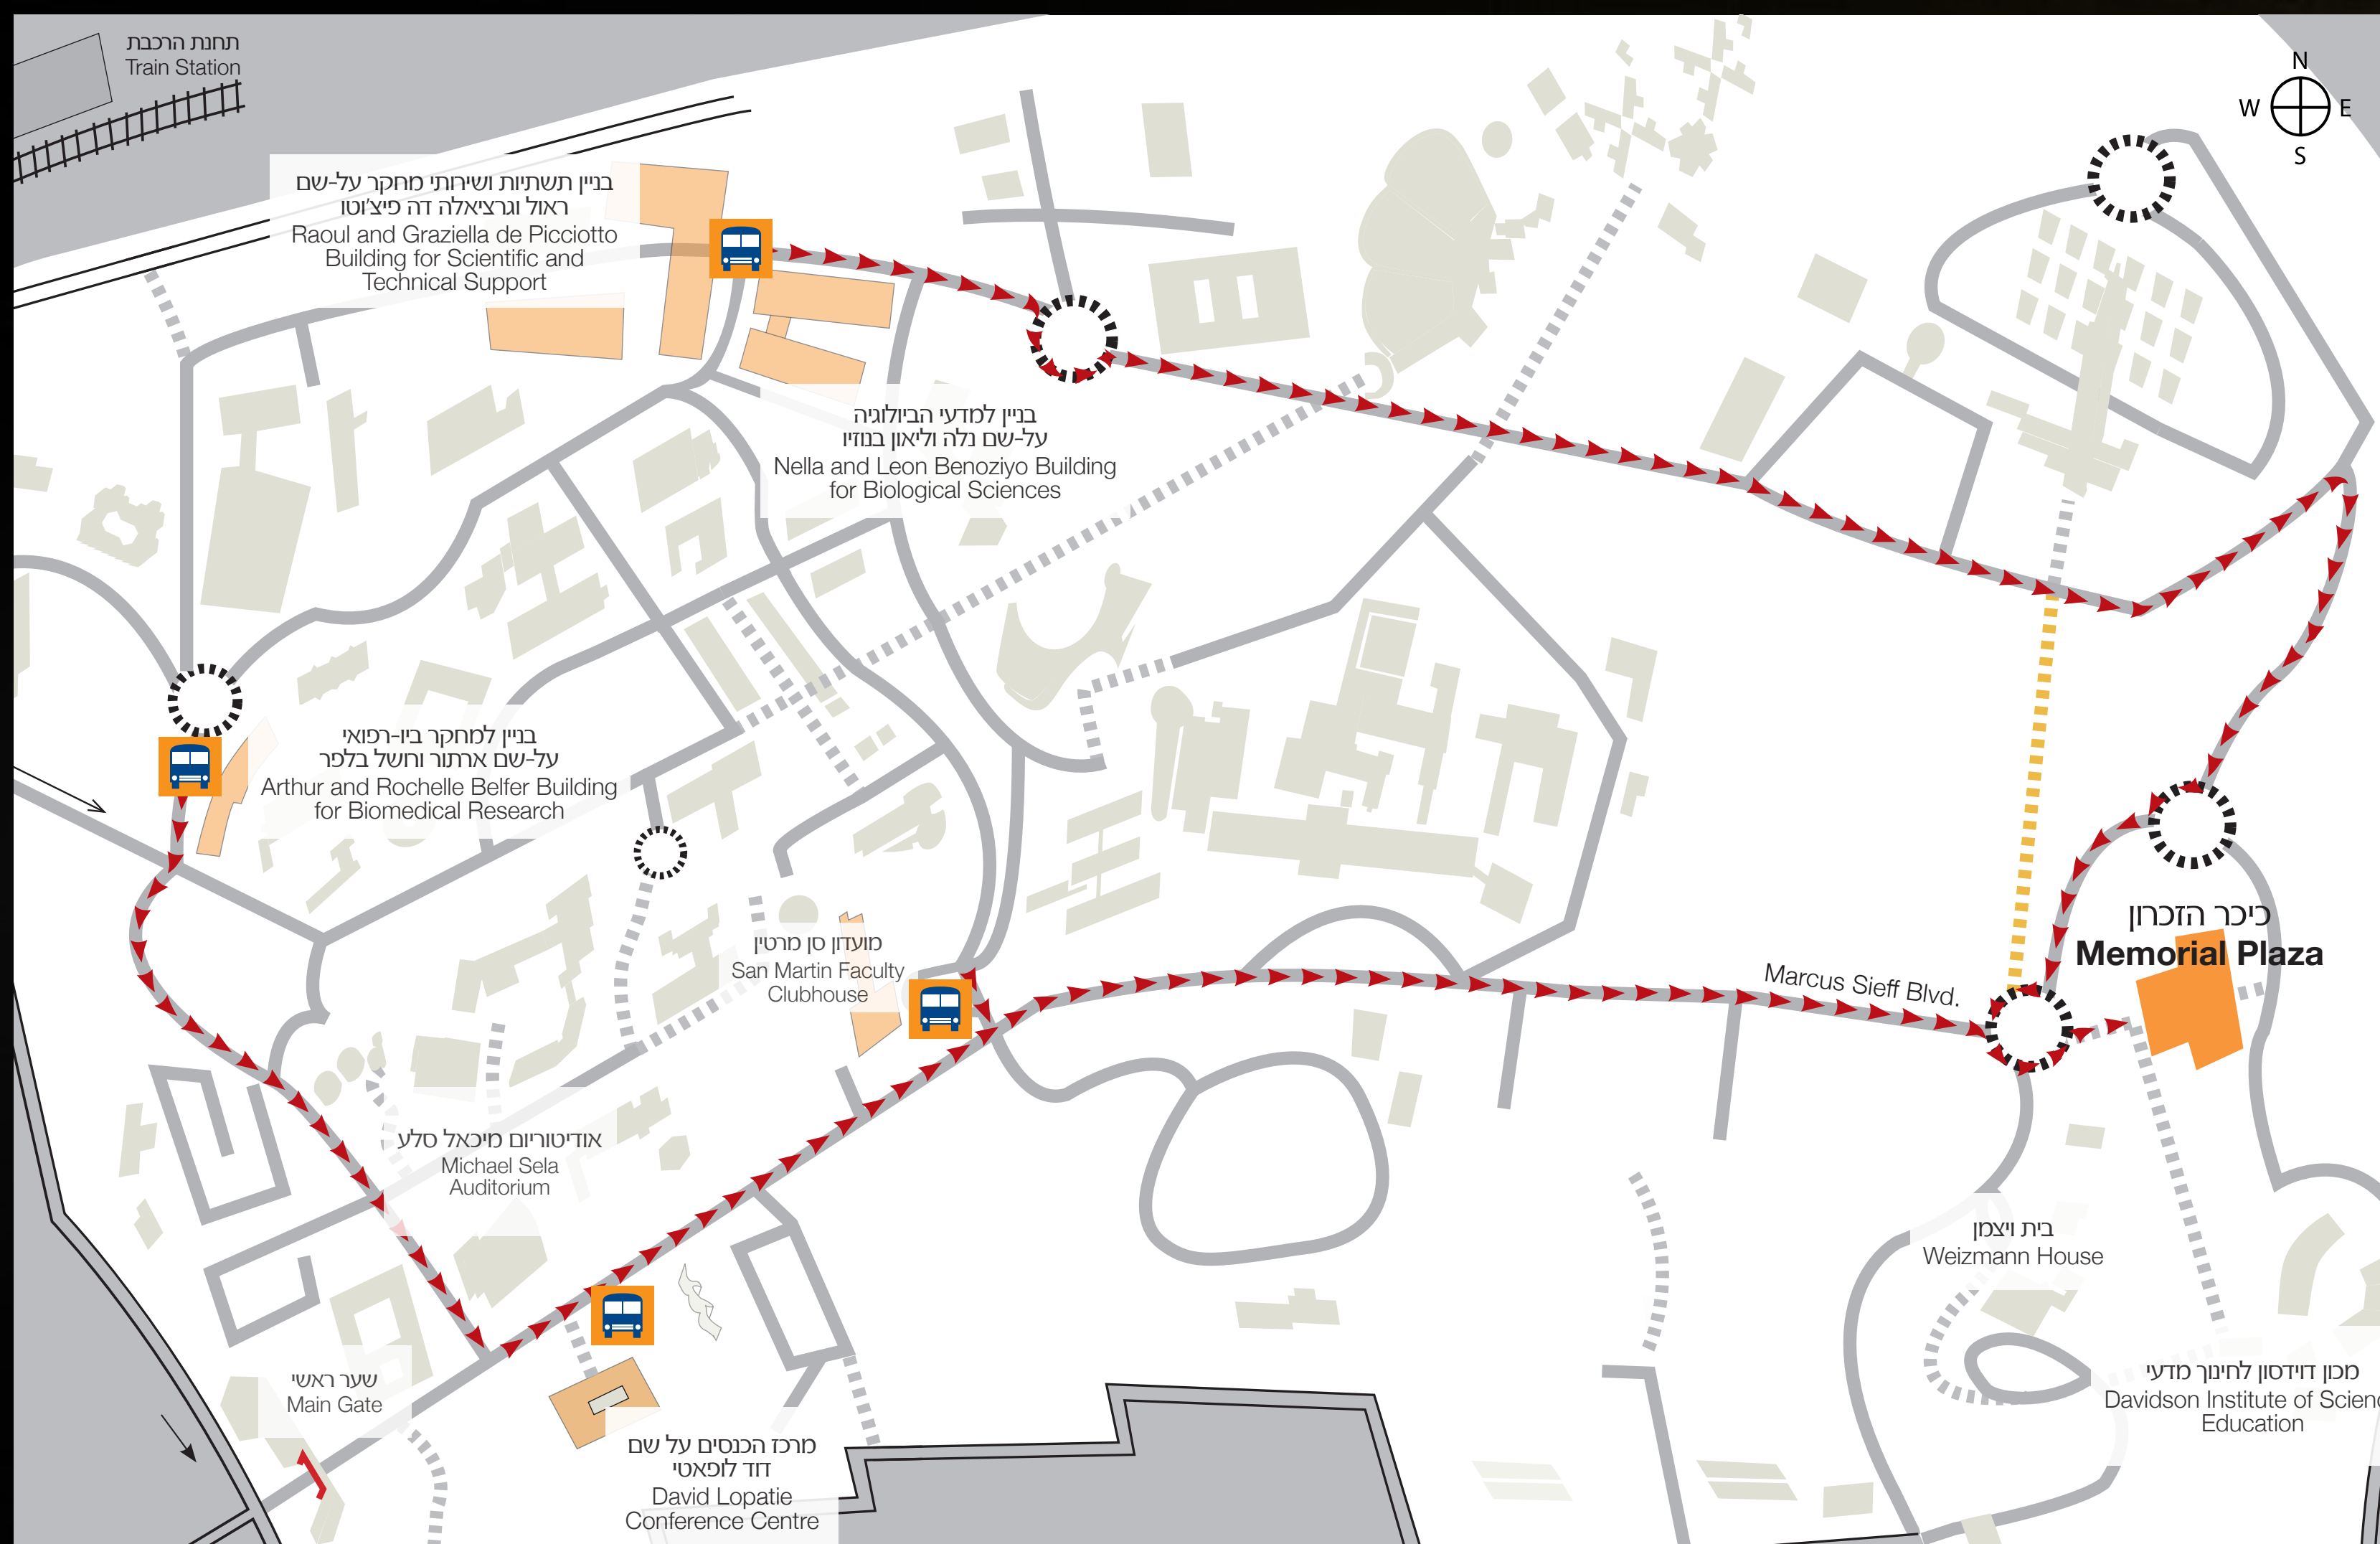 תחנת הרכבת
Train Station
N
W
E
S
בניין תשתיות ושירותי מחקר על-שם
ראול וגרציאלה דה פיצ'וטו
Raoul and Graziella de Picciotto
Building for Scientific and
Technical Support
בניין למדעי הביולוגיה
על-שם נלה וליאון בנוזיו
Nella and Leon Benoziyo Building
for Biological Sciences
בניין למחקר ביו-רפואי
על-שם ארתור ורושל בלפר
Arthur and Rochelle Belfer Building
for Biomedical Research
כיכר הזכרון
Memorial Plaza
מועדון סן מרטין
San Martin Faculty
Clubhouse
Marcus Sieff Blvd.
אודיטוריום מיכאל סלע
Michael Sela
Auditorium
בית ויצמן
Weizmann House
שער ראשי
Main Gate
מכון דוידסון לחינוך מדעי
Davidson Institute of Scienc
Education
מרכז הכנסים על שם
דוד לופאטי
David Lopatie
Conference Centre